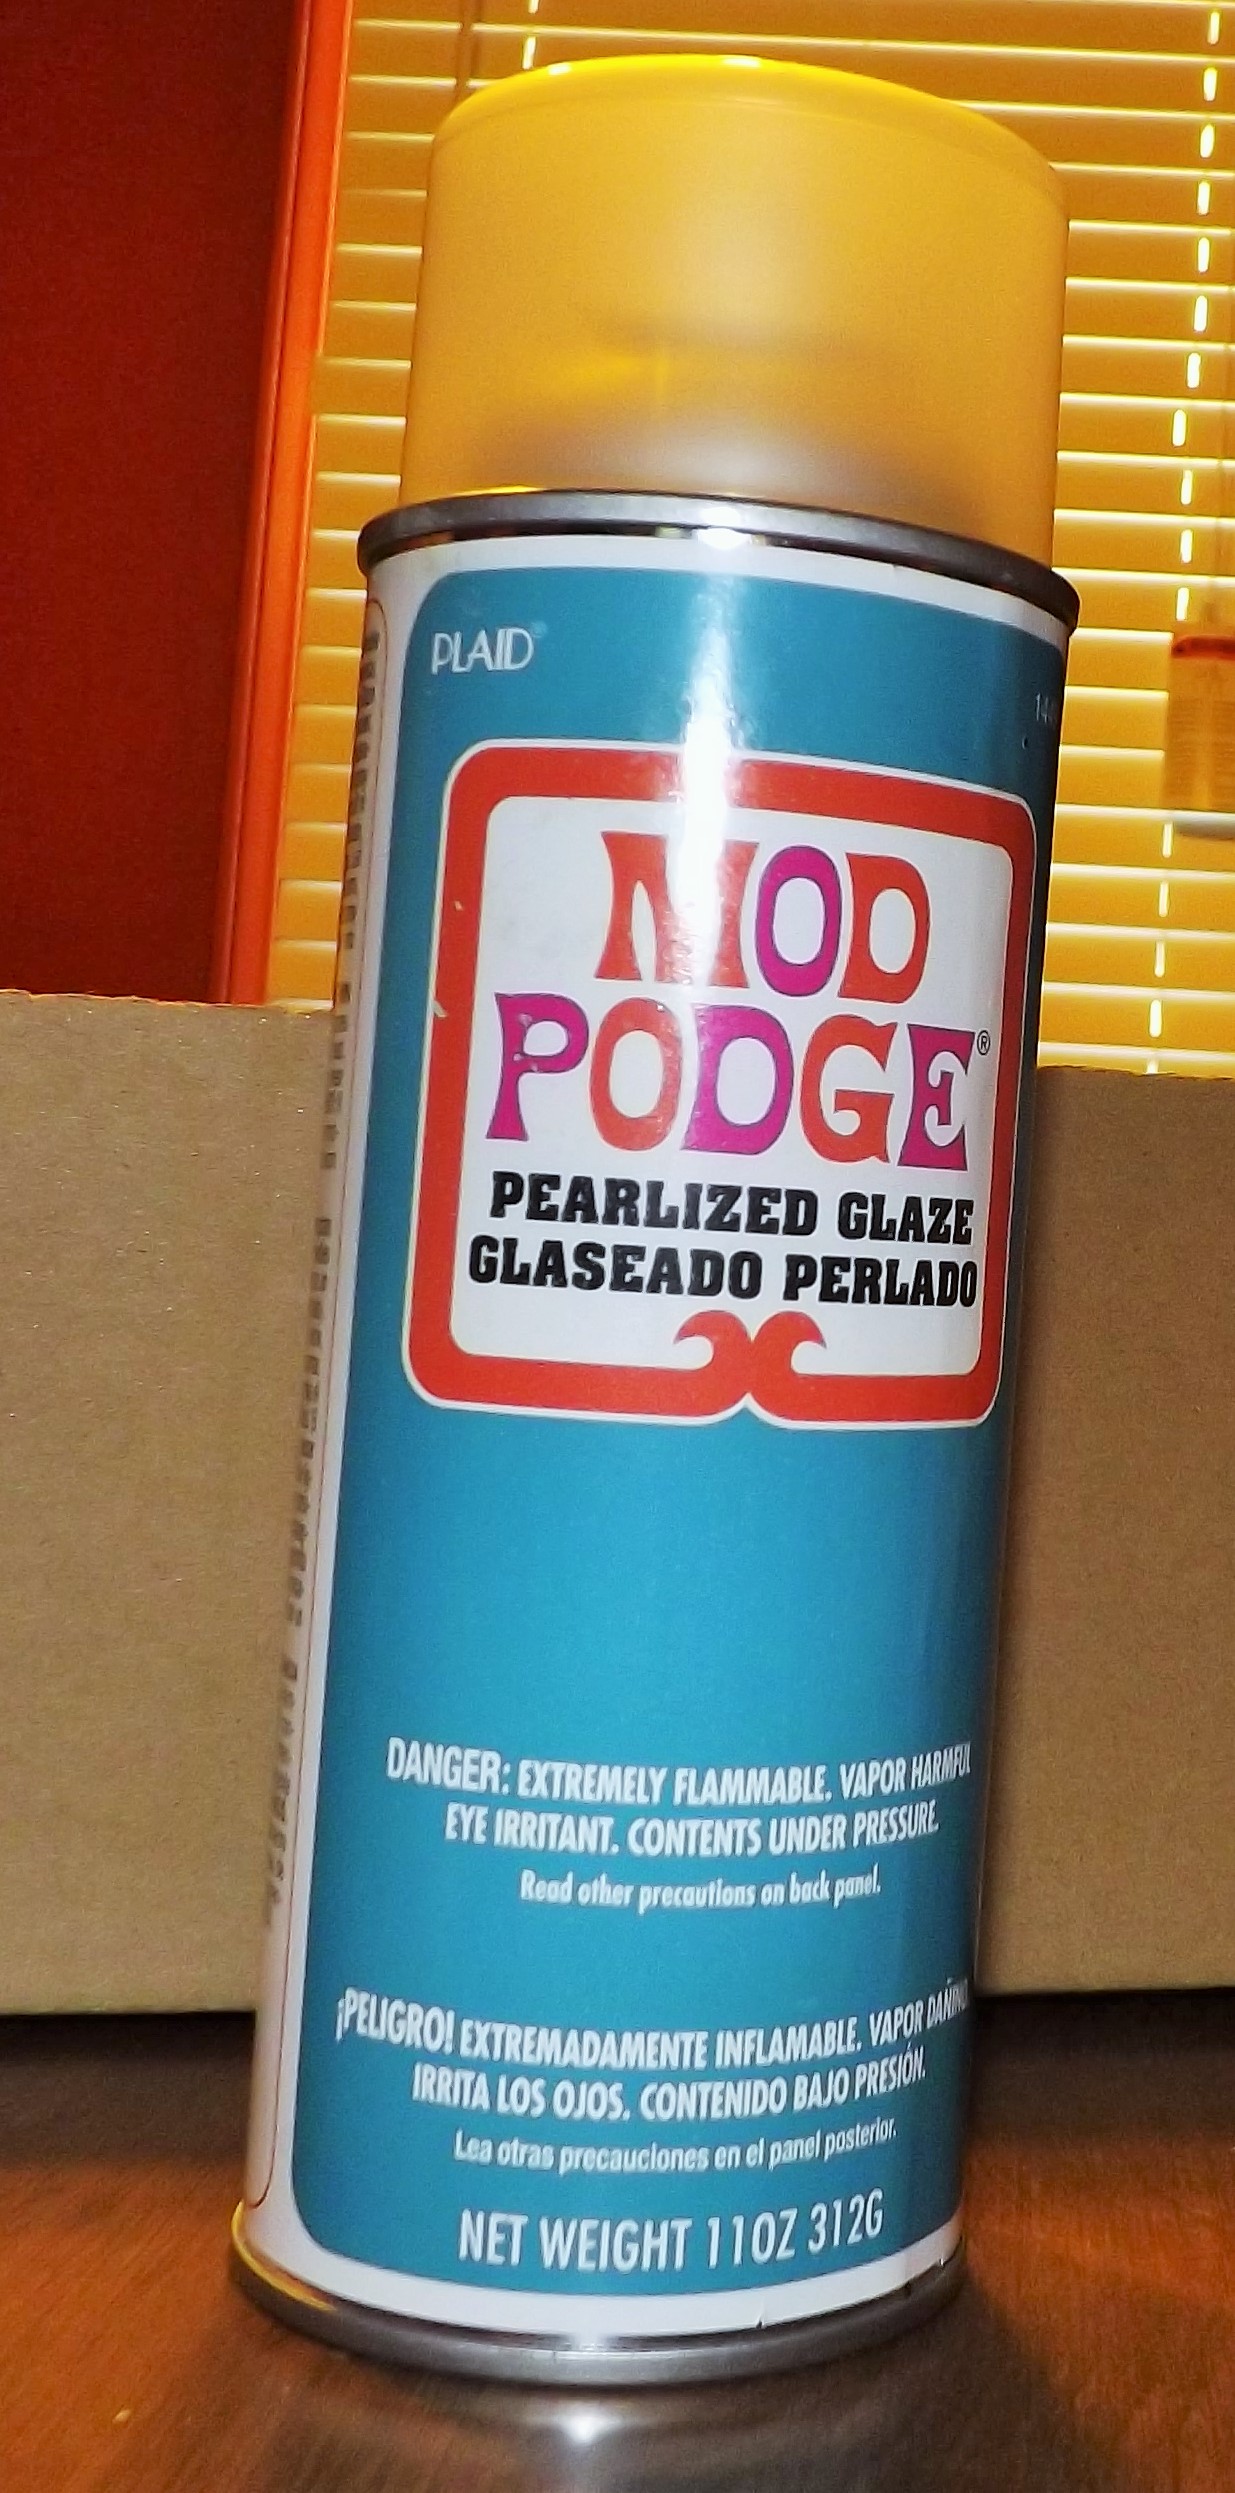 PLAID®
MOD
PODGE®
PEARLIZED GLAZE
GLASEADO PERLADO
DANGER: EXTREMELY FLAMMABLE. VAPOR HARMFUL
EYE IRRITANT. CONTENTS UNDER PRESSURE.
Read other precautions on back panel.
¡PELIGRO! EXTREMADAMENTE INFLAMABLE. VAPOR DAÑINO.
IRRITA LOS OJOS. CONTENIDO BAJO PRESIÓN.
Lea otras precauciones en el panel posterior.
NET WEIGHT 11OZ 312G